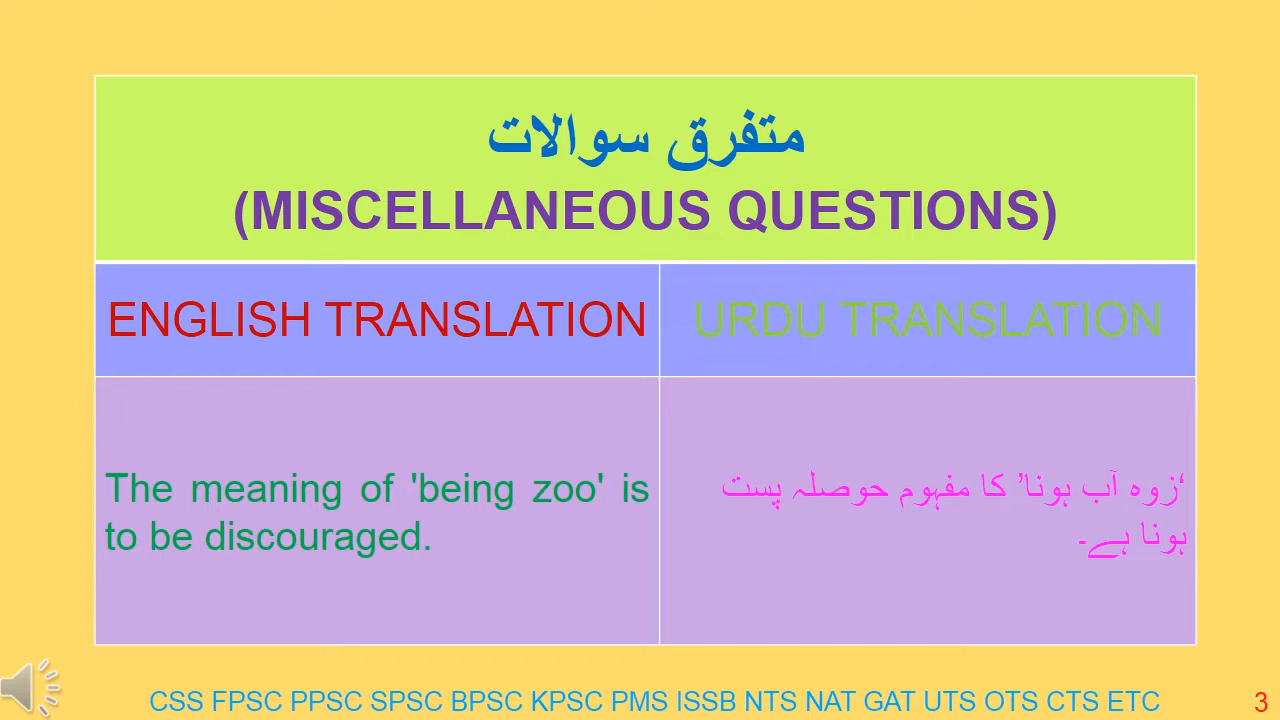 متفرق سوالات
(MISCELLANEOUS QUESTIONS)
ENGLISH TRANSLATION
URDU TRANSLATION
The meaning of 'being zoo' is
to be discouraged.
‘زوہ آب ہونا’ کا مفہوم حوصلہ پست
ہونا ہے۔
CSS FPSC PPSC SPSC BPSC KPSC PMS ISSB NTS NAT GAT UTS OTS CTS ETC
3